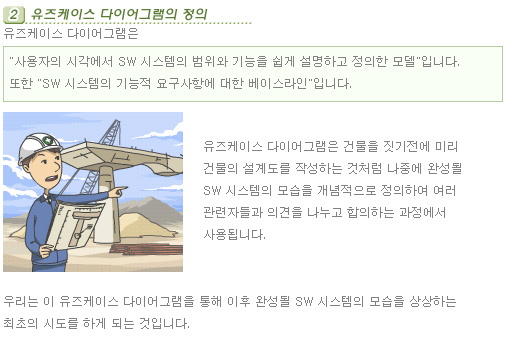 2 유즈케이스 다이어그램의 정의
유즈케이스 다이어그램은
"사용자의 시각에서 SW 시스템의 범위와 기능을 쉽게 설명하고 정의한 모델"입니다.
또한 "SW 시스템의 기능적 요구사항에 대한 베이스라인"입니다.
유즈케이스 다이어그램은 건물을 짓기전에 미리
건물의 설계도를 작성하는 것처럼 나중에 완성될
SW 시스템의 모습을 개념적으로 정의하여 여러
관련자들과 의견을 나누고 합의하는 과정에서
사용됩니다.
우리는 이 유즈케이스 다이어그램을 통해 이후 완성될 SW 시스템의 모습을 상상하는
최초의 시도를 하게 되는 것입니다.